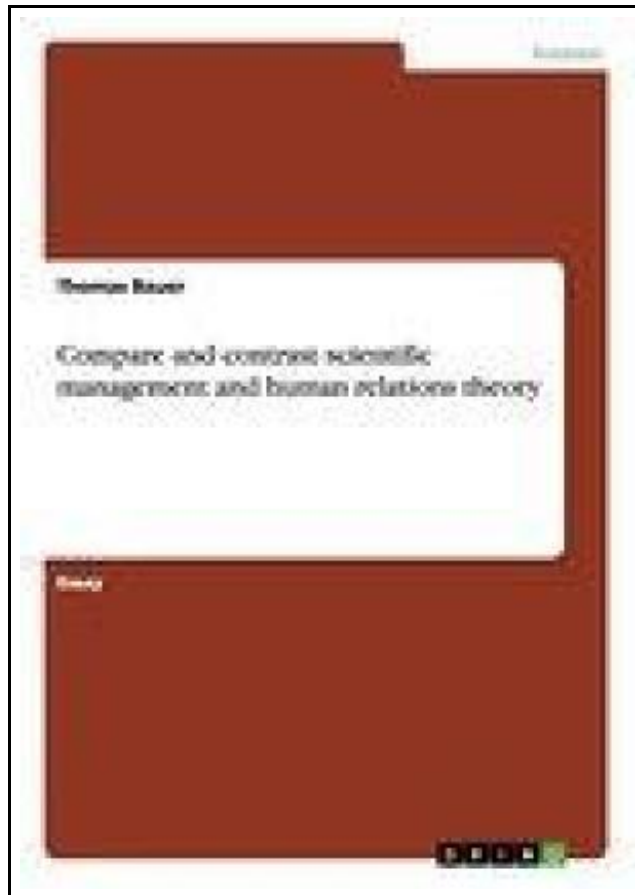 Thomas Bauer
Compare and contrast scientific
management and human relations theory
Essay